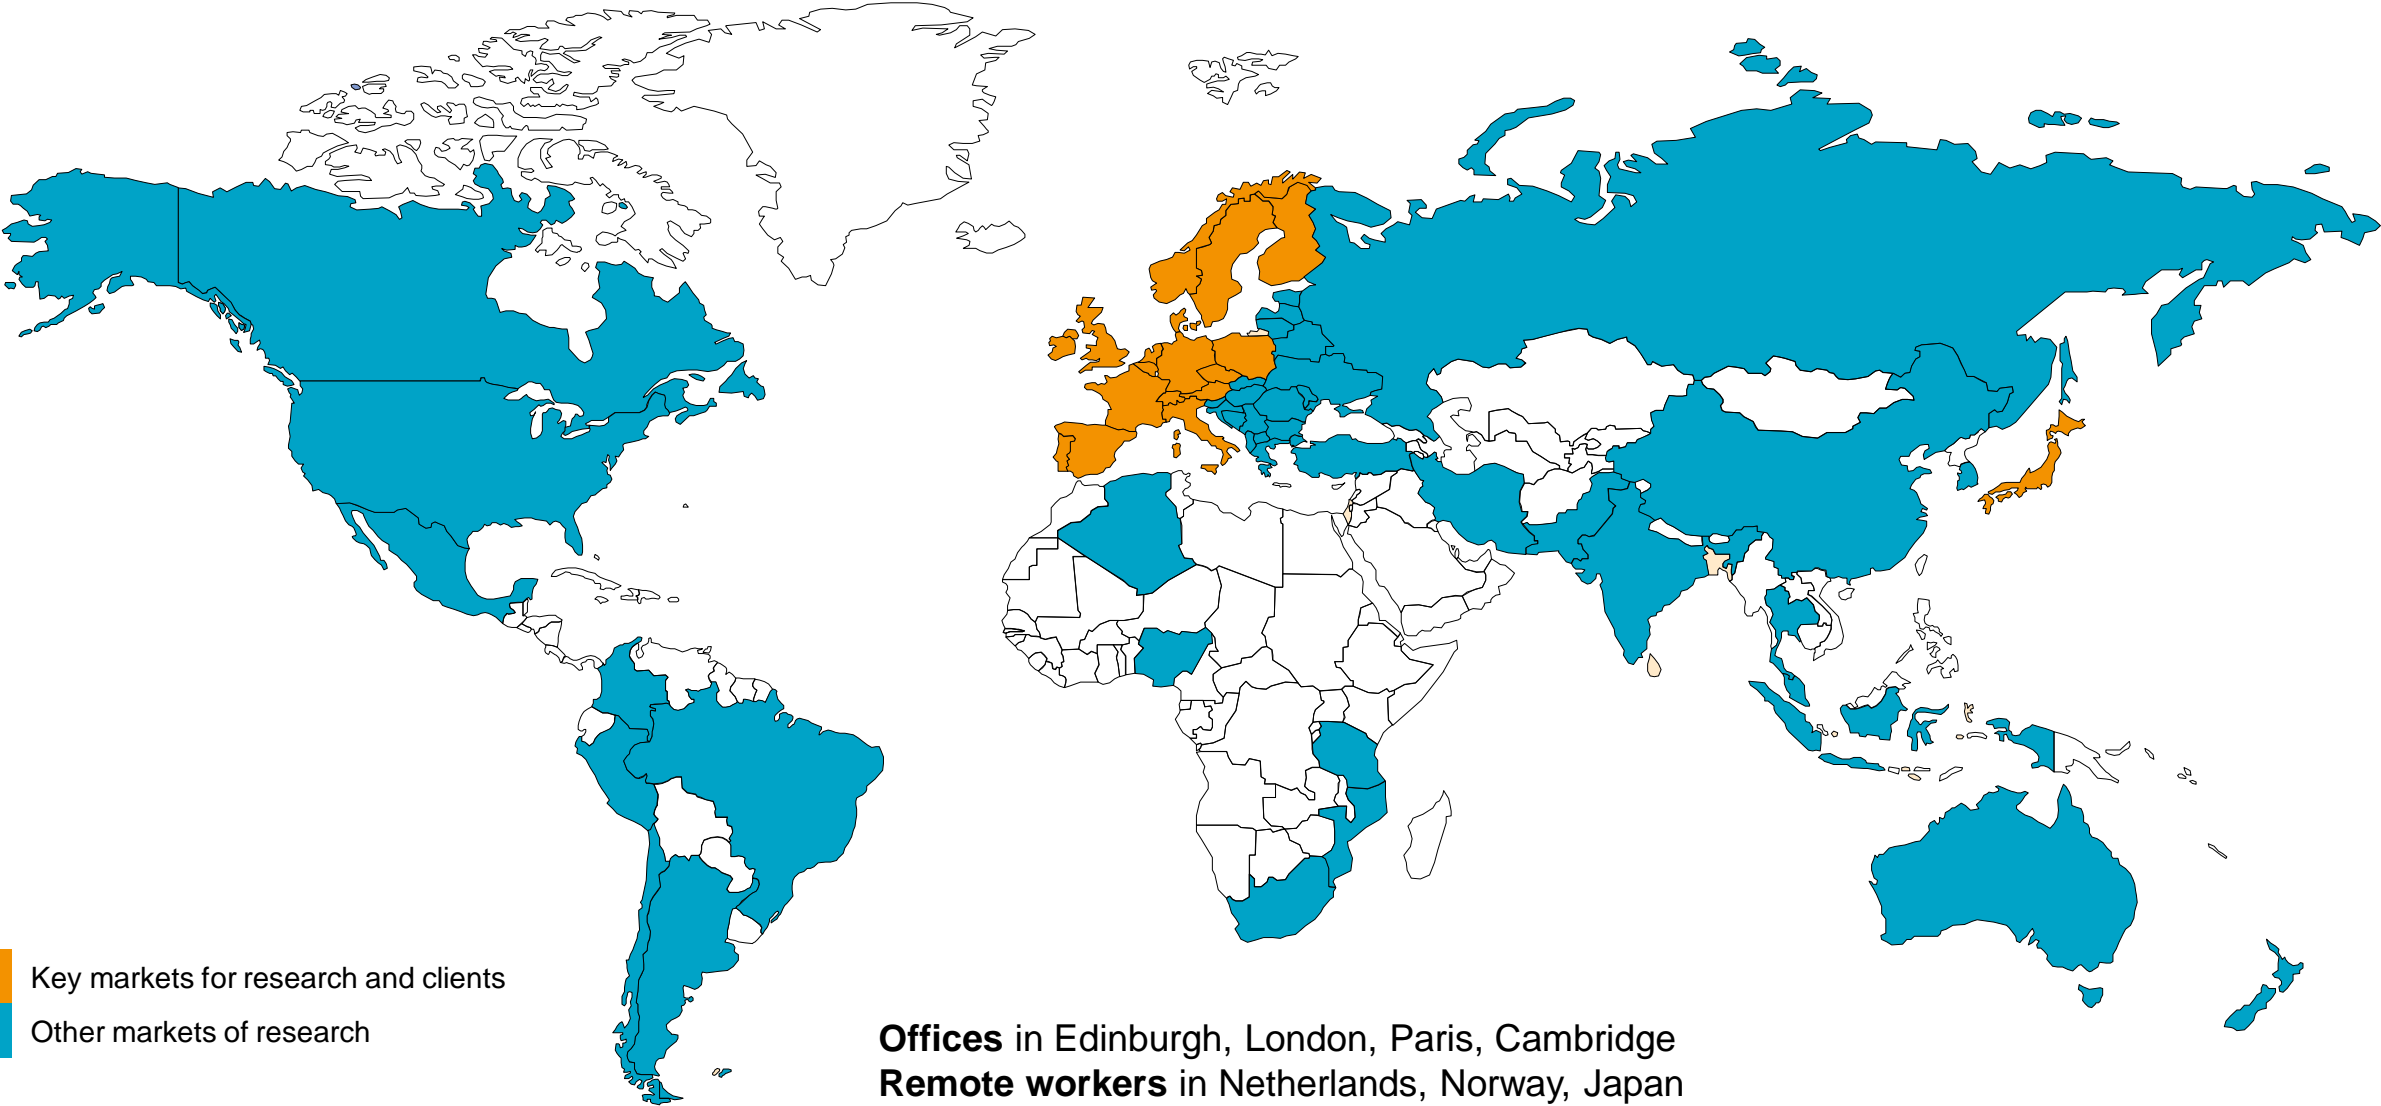 Key markets for research and clients
Other markets of research
Offices in Edinburgh, London, Paris, Cambridge
Remote workers in Netherlands, Norway, Japan